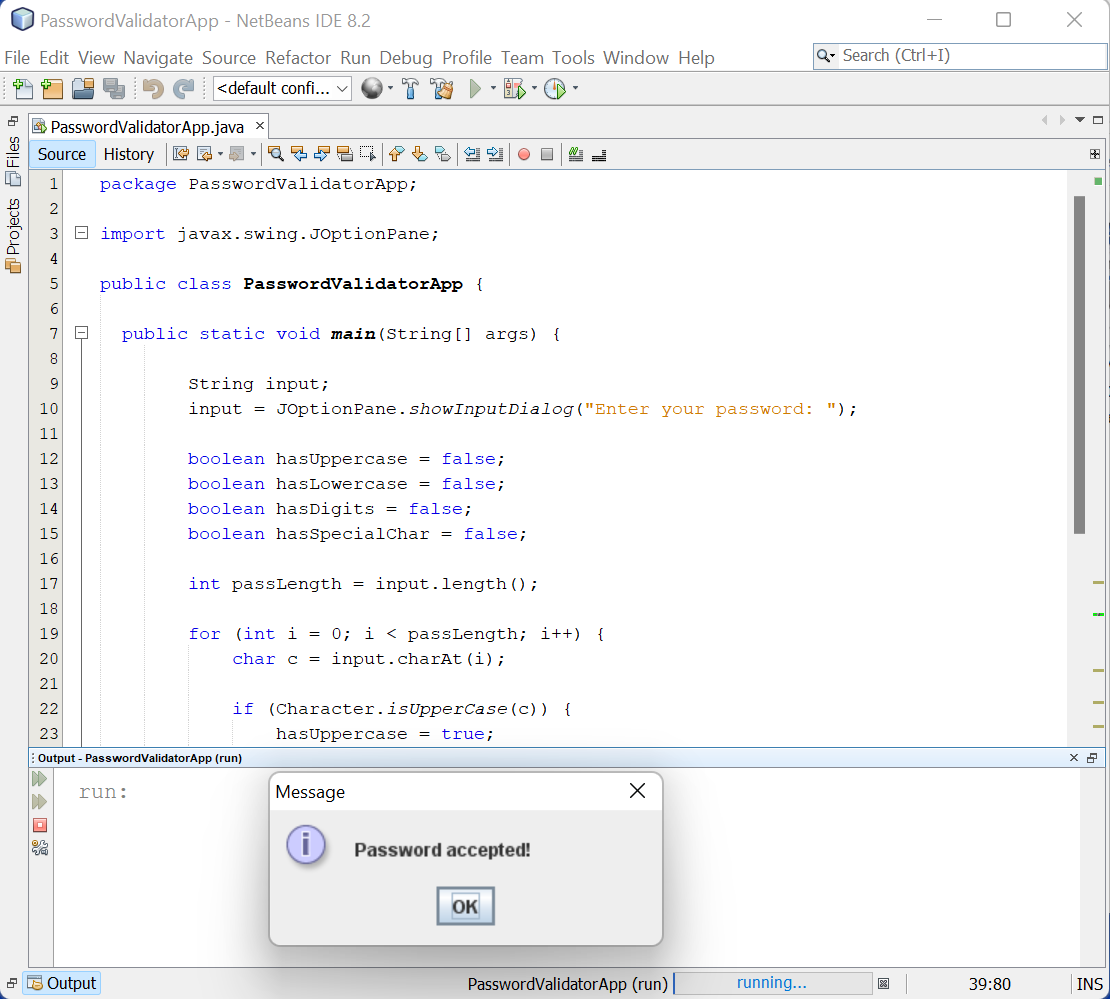 PasswordValidatorApp - NetBeans IDE 8.2
File Edit View Navigate Source Refactor Run Debug Profile Team Tools Window Help
Search (Ctrl+I)
<default confi...
Files
Projects
PasswordValidatorApp.java
Source History
1 package PasswordValidatorApp;
2
3 import javax.swing.JOptionPane;
4
5 public class PasswordValidatorApp {
6
7 public static void main(String[] args) {
8
9 String input;
10 input = JOptionPane.showInputDialog("Enter your password: ");
11
12 boolean hasUppercase = false;
13 boolean hasLowercase = false;
14 boolean hasDigits = false;
15 boolean hasSpecialChar = false;
16
17 int passLength = input.length();
18
19 for (int i = 0; i < passLength; i++) {
20 char c = input.charAt(i);
21
22 if (Character.isUpperCase(c)) {
23 hasUppercase = true;
Output - PasswordValidatorApp (run)
run:
Message
Password accepted!
OK
Output
PasswordValidatorApp (run) running... 39:80 INS